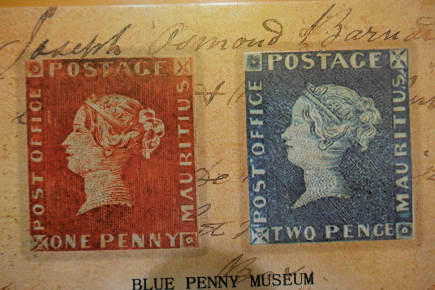 Joseph Osmond Barnard
POSTAGE
POST OFFICE
MAURITIUS
ONE PENNY
POSTAGE
POST OFFICE
MAURITIUS
TWO PENCE
BLUE PENNY MUSEUM